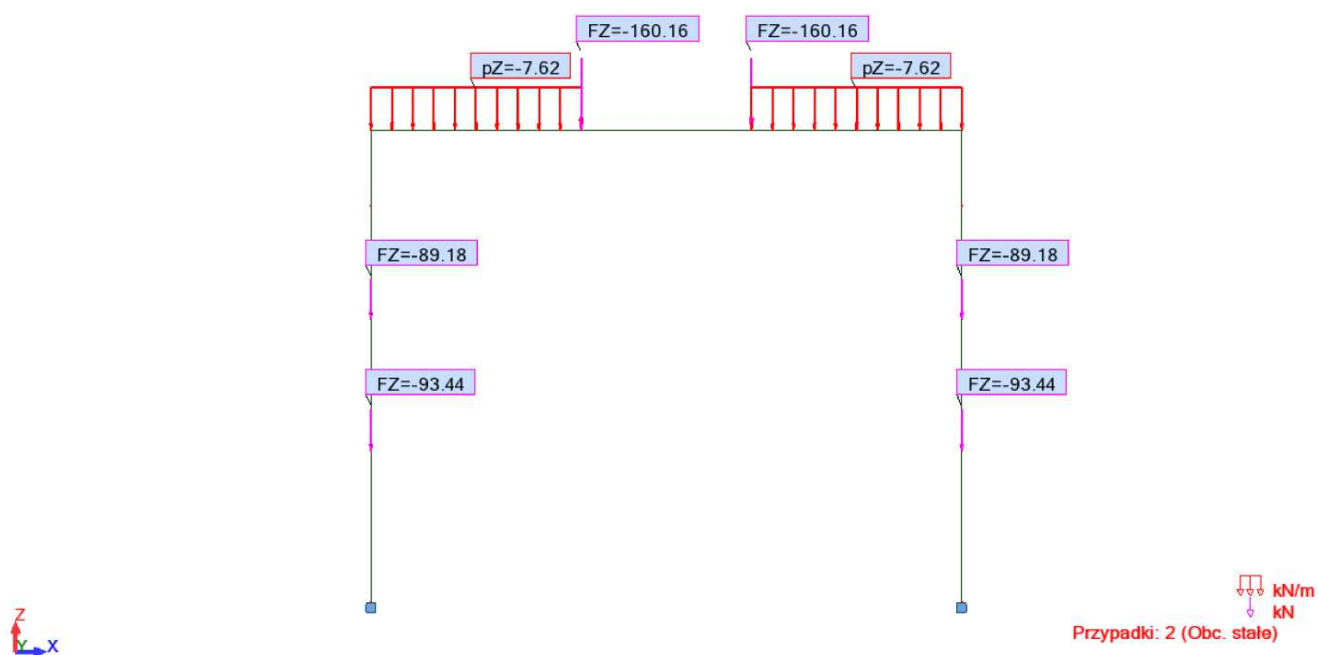 FZ=-160.16
FZ=-160.16
pZ=-7.62
pZ=-7.62
FZ=-89.18
FZ=-89.18
FZ=-93.44
FZ=-93.44
kN/m
kN
Przypadki: 2 (Obc. stałe)
Z
Y
X